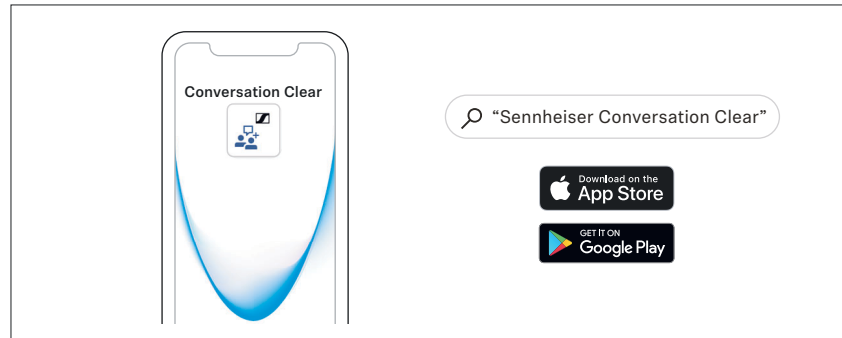 Conversation Clear
“Sennheiser Conversation Clear”
Download on the
App Store
GET IT ON
Google Play